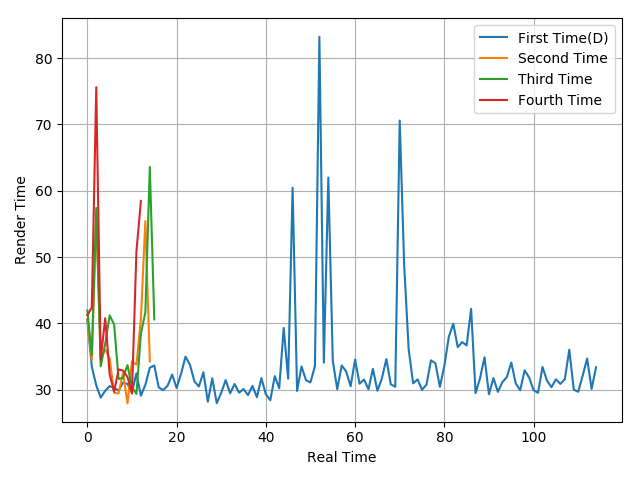 First Time(D)
Second Time
Third Time
Fourth Time
80
70
60
50
40
30
Render Time
0 20 40 60 80 100
Real Time